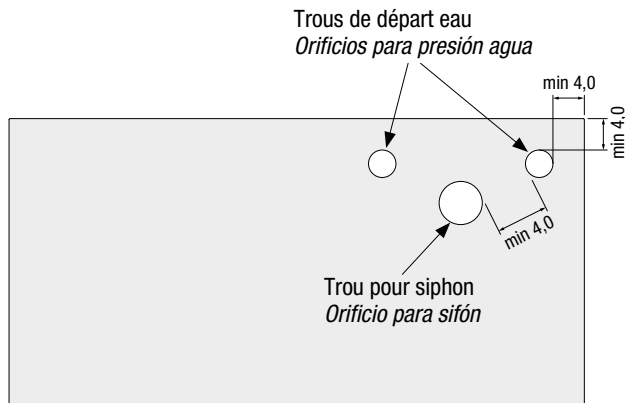 Trous de départ eau
Orificios para presión agua
min 4,0
min 4,0
min 4,0
Trou pour siphon
Orificio para sifón